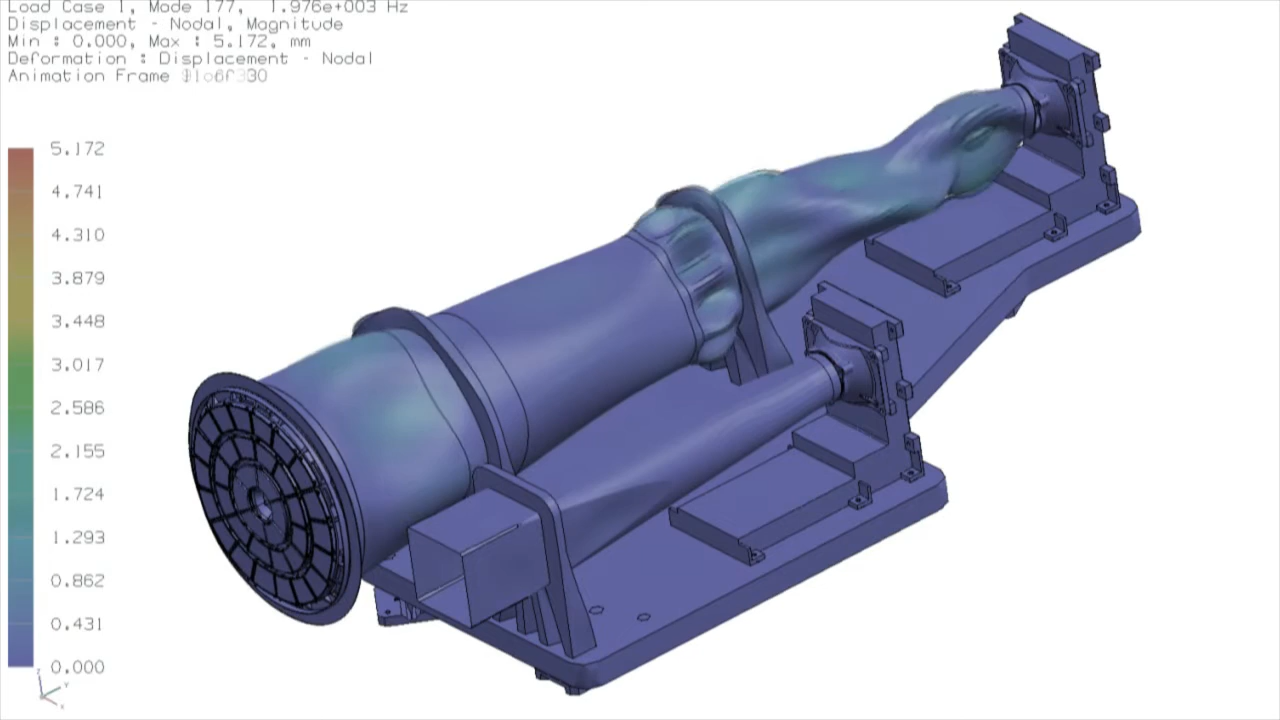 Load Case 1, Mode 177, 1.976e+003 Hz
Displacement - Nodal, Magnitude
Min : 0.000, Max : 5.172, mm
Deformation : Displacement - Nodal
Animation Frame
5.172
4.741
4.310
3.879
3.448
3.017
2.586
2.155
1.724
1.293
0.862
0.431
0.000
Z
Y
X